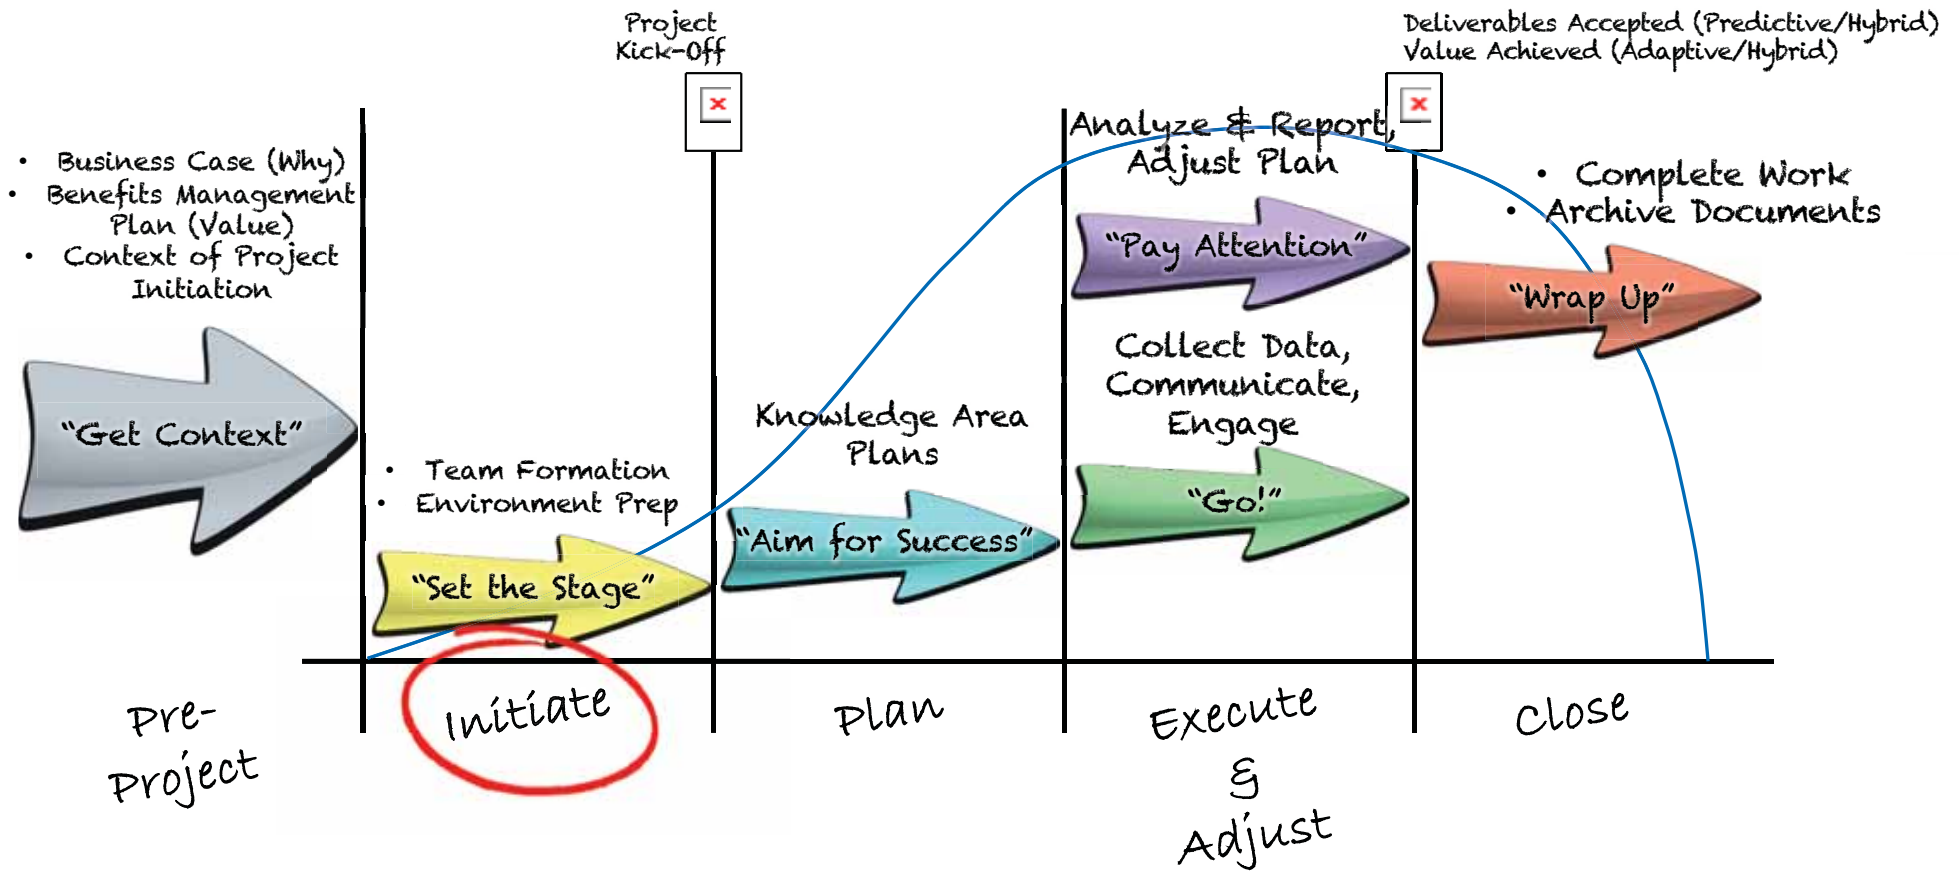 Project
Kick-Off
Deliverables Accepted (Predictive/Hybrid)
Value Achieved (Adaptive/Hybrid)
• Business Case (Why)
• Benefits Management
Plan (Value)
• Context of Project
Initiation
"Get Context"
• Team Formation
• Environment Prep
"Set the Stage"
Knowledge Area
Plans
"Aim for Success"
Analyze & Report,
Adjust Plan
"Pay Attention"
Collect Data,
Communicate,
Engage
"Go!"
• Complete Work
• Archive Documents
"Wrap Up"
Pre-
Project
Initiate
Plan
Execute
&
Adjust
Close